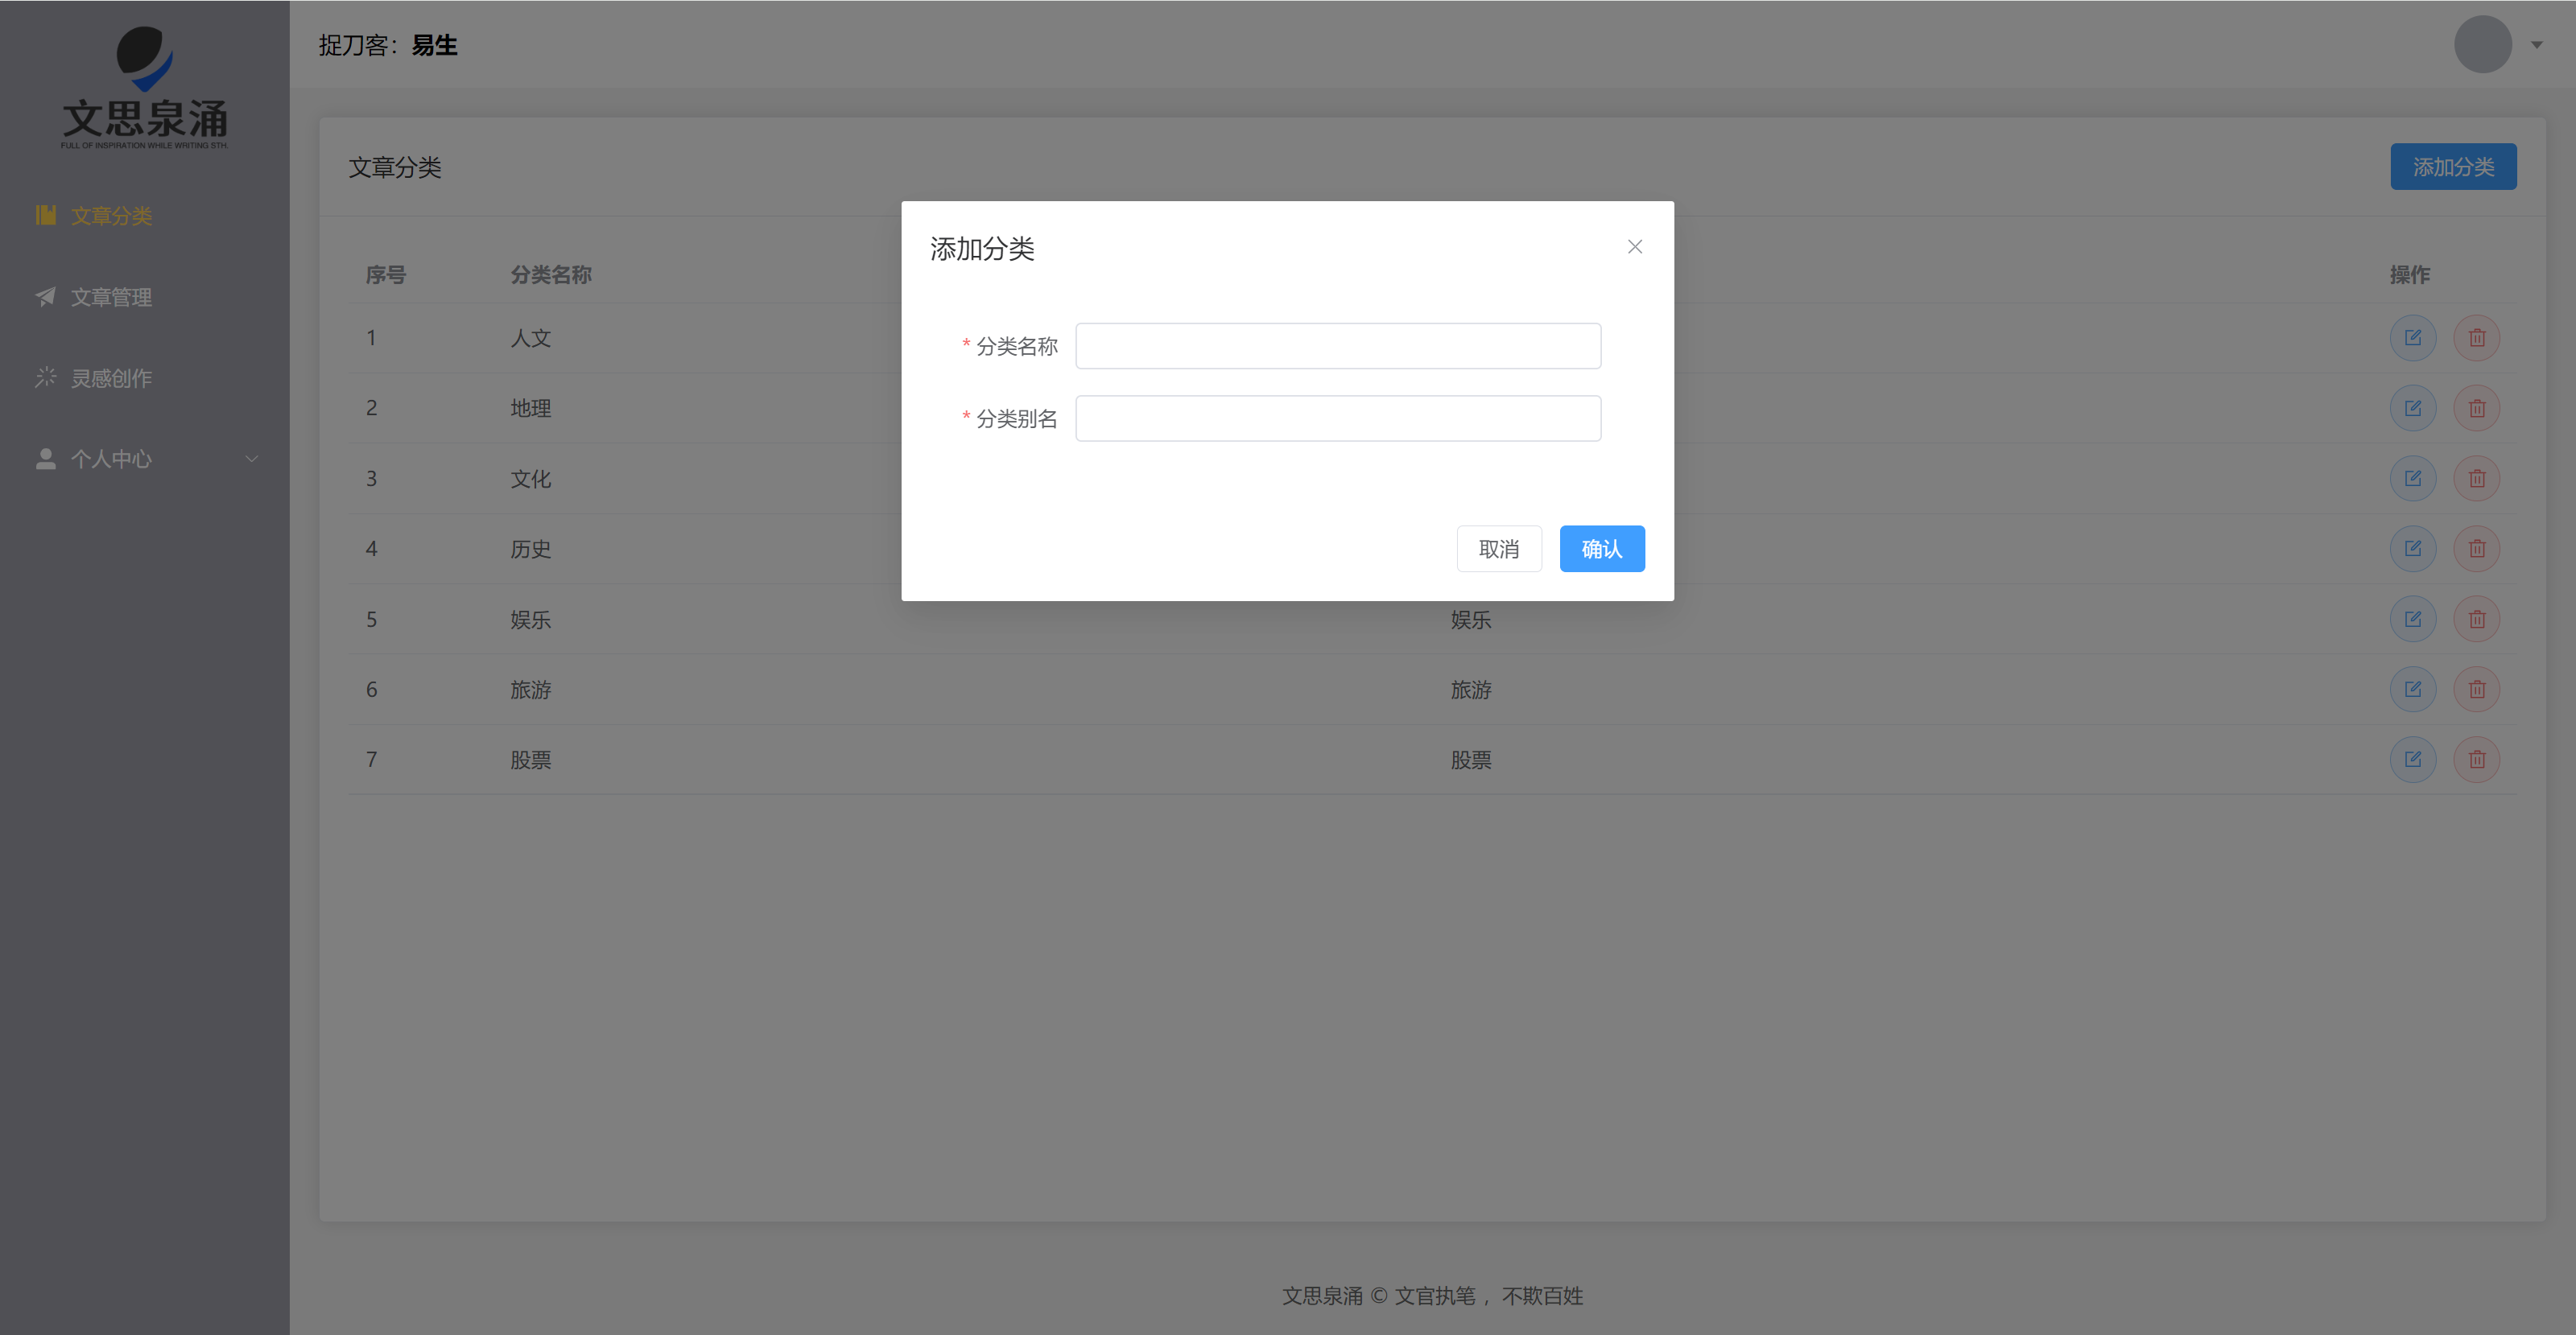 文思泉涌
FULL OF INSPIRATION WHILE WRITING STH.
文章分类
文章管理
灵感创作
个人中心
捉刀客：易生
文章分类 添加分类
序号 分类名称 操作
1 人文
2 地理
3 文化
4 历史
5 娱乐 娱乐
6 旅游 旅游
7 股票 股票
添加分类
* 分类名称
* 分类别名
取消 确认
文思泉涌 © 文官执笔，不欺百姓